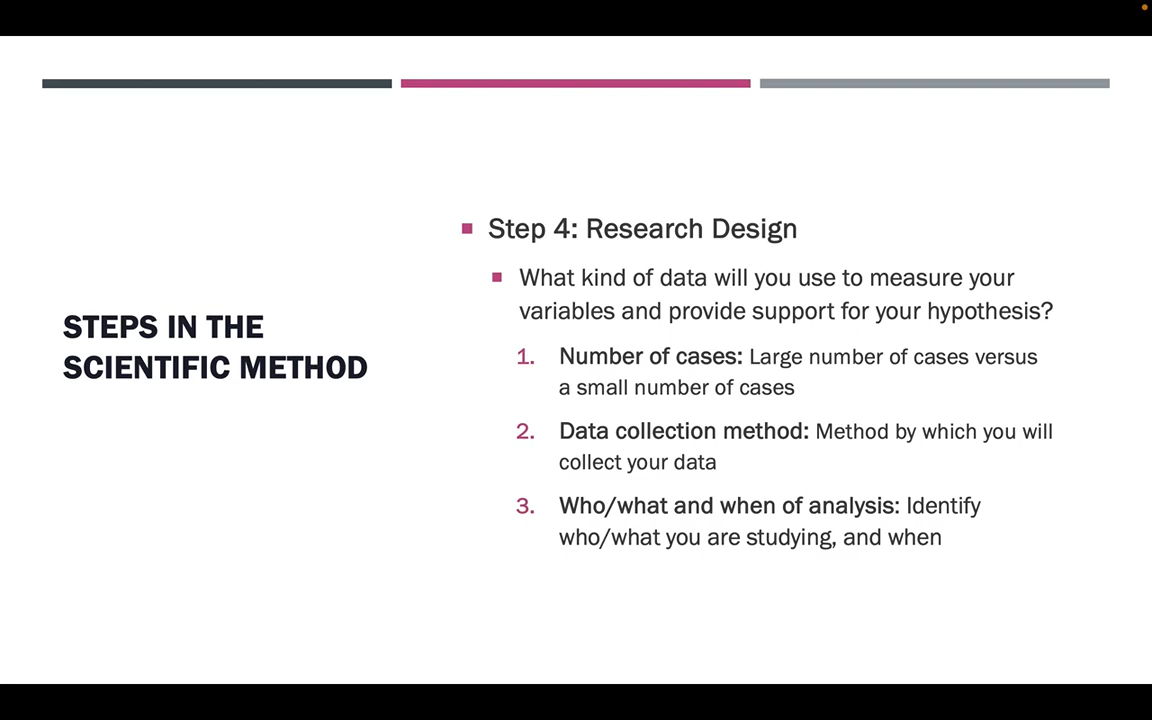 STEPS IN THE
SCIENTIFIC METHOD
Step 4: Research Design
What kind of data will you use to measure your
variables and provide support for your hypothesis?
1. Number of cases: Large number of cases versus
a small number of cases
2. Data collection method: Method by which you will
collect your data
3. Who/what and when of analysis: Identify
who/what you are studying, and when